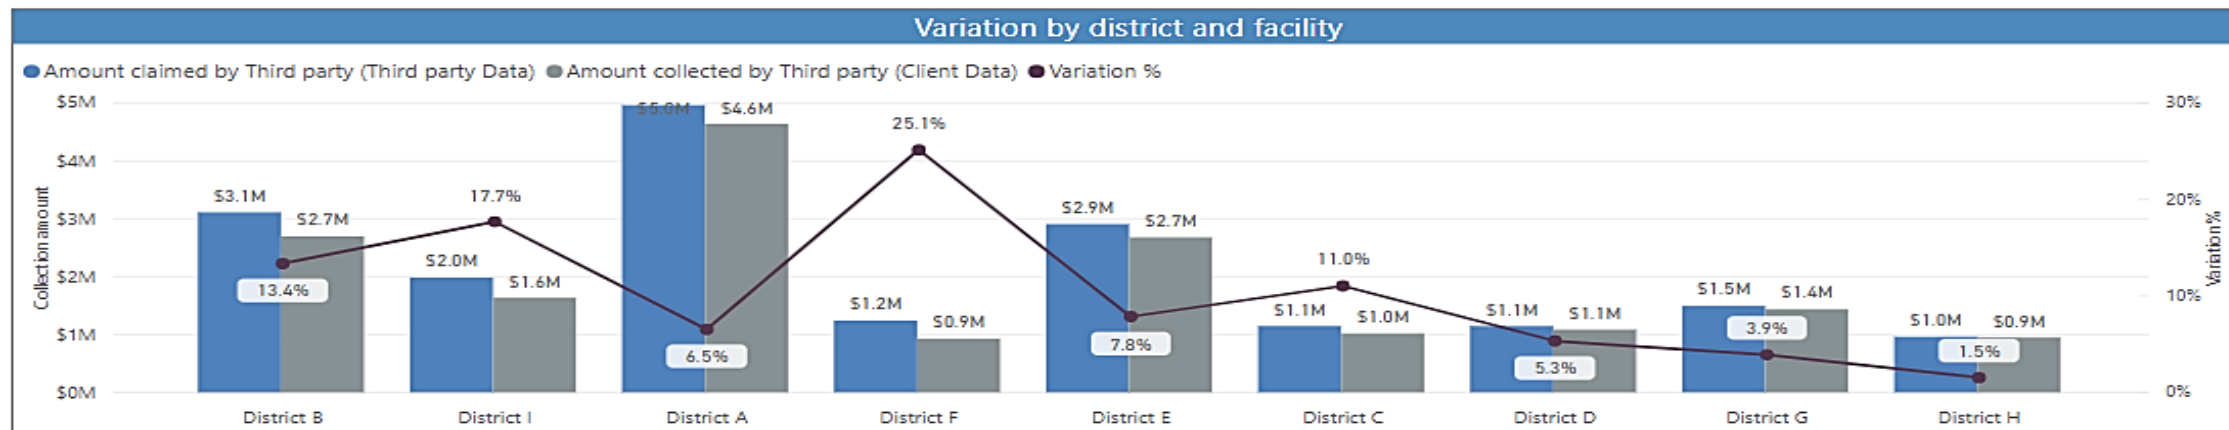 Variation by district and facility
Amount claimed by Third party (Third party Data) Amount collected by Third party (Client Data) Variation %
Collection amount
$5M
$4M
$3M
$2M
$1M
$0M
$3.1M
$2.7M
13.4%
$2.0M
$1.6M
17.7%
$5.0M
$4.6M
6.5%
$1.2M
$0.9M
25.1%
$2.9M
$2.7M
7.8%
$1.1M
$1.0M
11.0%
$1.1M
$1.1M
5.3%
$1.5M
$1.4M
3.9%
$1.0M
$0.9M
1.5%
30%
20%
10%
0%
Variation%
District B District I District A District F District E District C District D District G District H